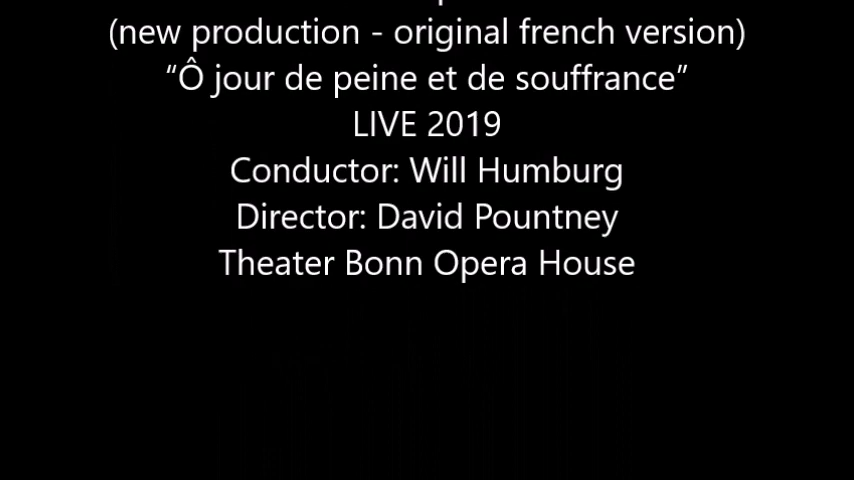 (new production - original french version)
“Ô jour de peine et de souffrance”
LIVE 2019
Conductor: Will Humburg
Director: David Pountney
Theater Bonn Opera House